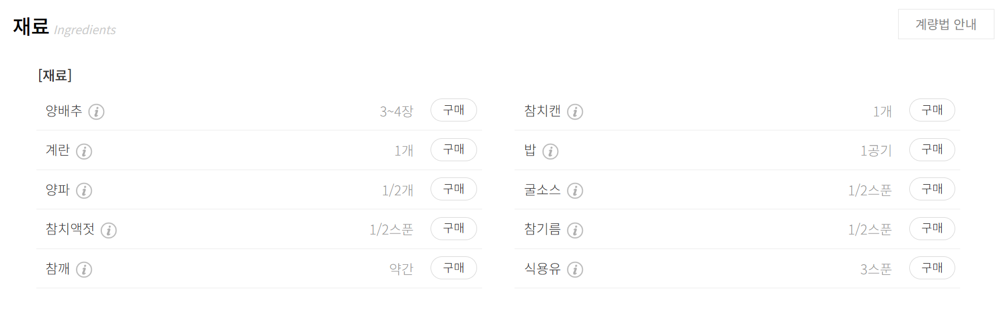 재료 Ingredients
계량법 안내
[재료]
양배추 3~4장 구매
참치캔 1개 구매
계란 1개 구매
밥 1공기 구매
양파 1/2개 구매
굴소스 1/2스푼 구매
참치액젓 1/2스푼 구매
참기름 1/2스푼 구매
참깨 약간 구매
식용유 3스푼 구매